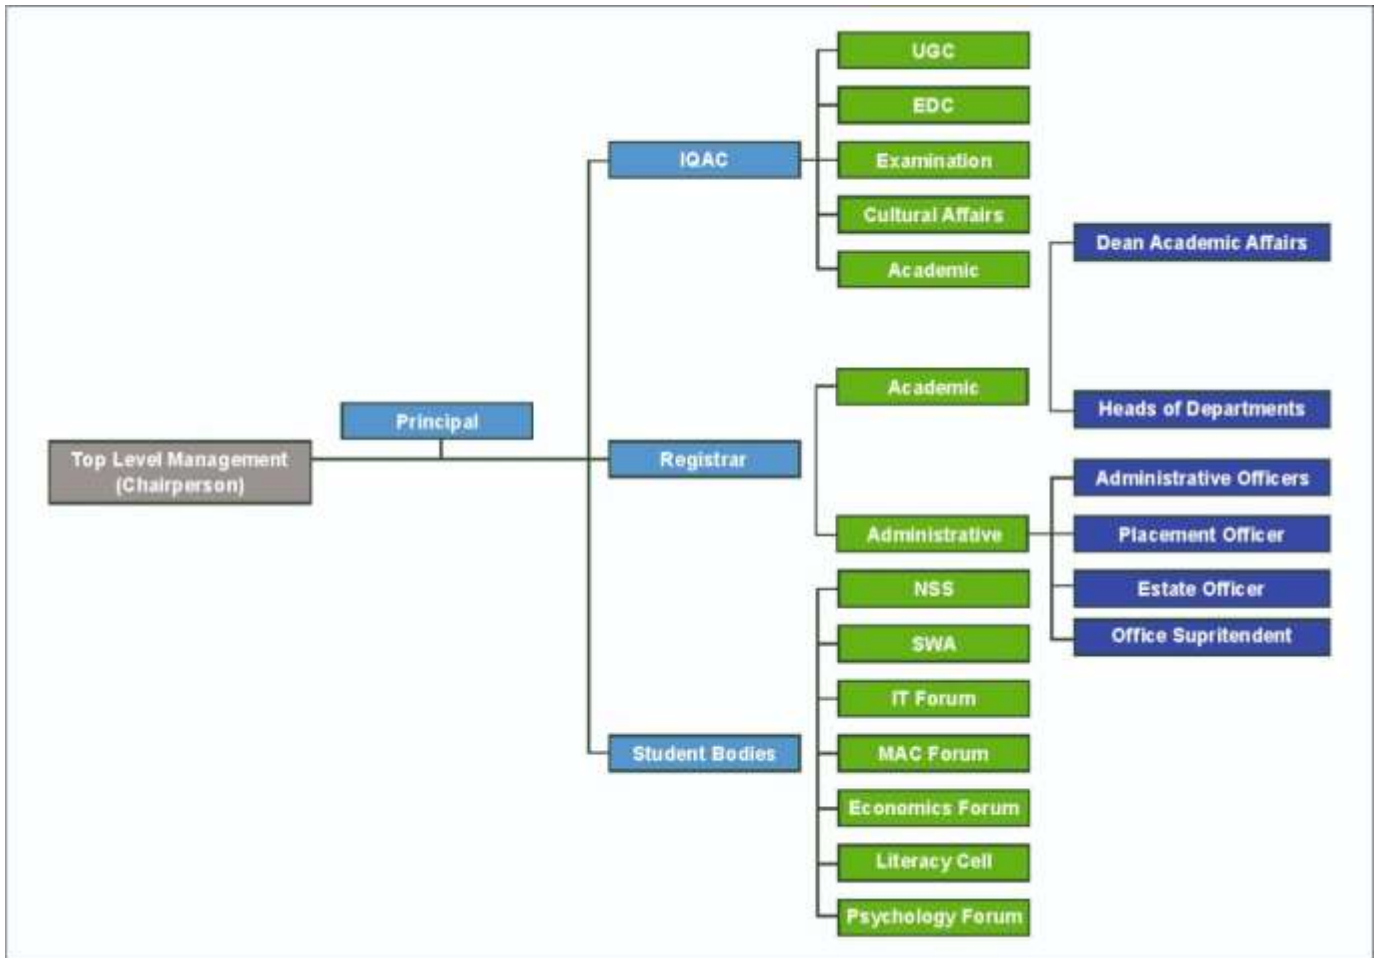 UGC
EDC
IQAC
Examination
Cultural Affairs
Academic
Dean Academic Affairs
Principal
Top Level Management
(Chairperson)
Registrar
Academic
Heads of Departments
Administrative
Administrative Officers
Placement Officer
Estate Officer
Office Supritendent
Student Bodies
NSS
SWA
IT Forum
MAC Forum
Economics Forum
Literacy Cell
Psychology Forum